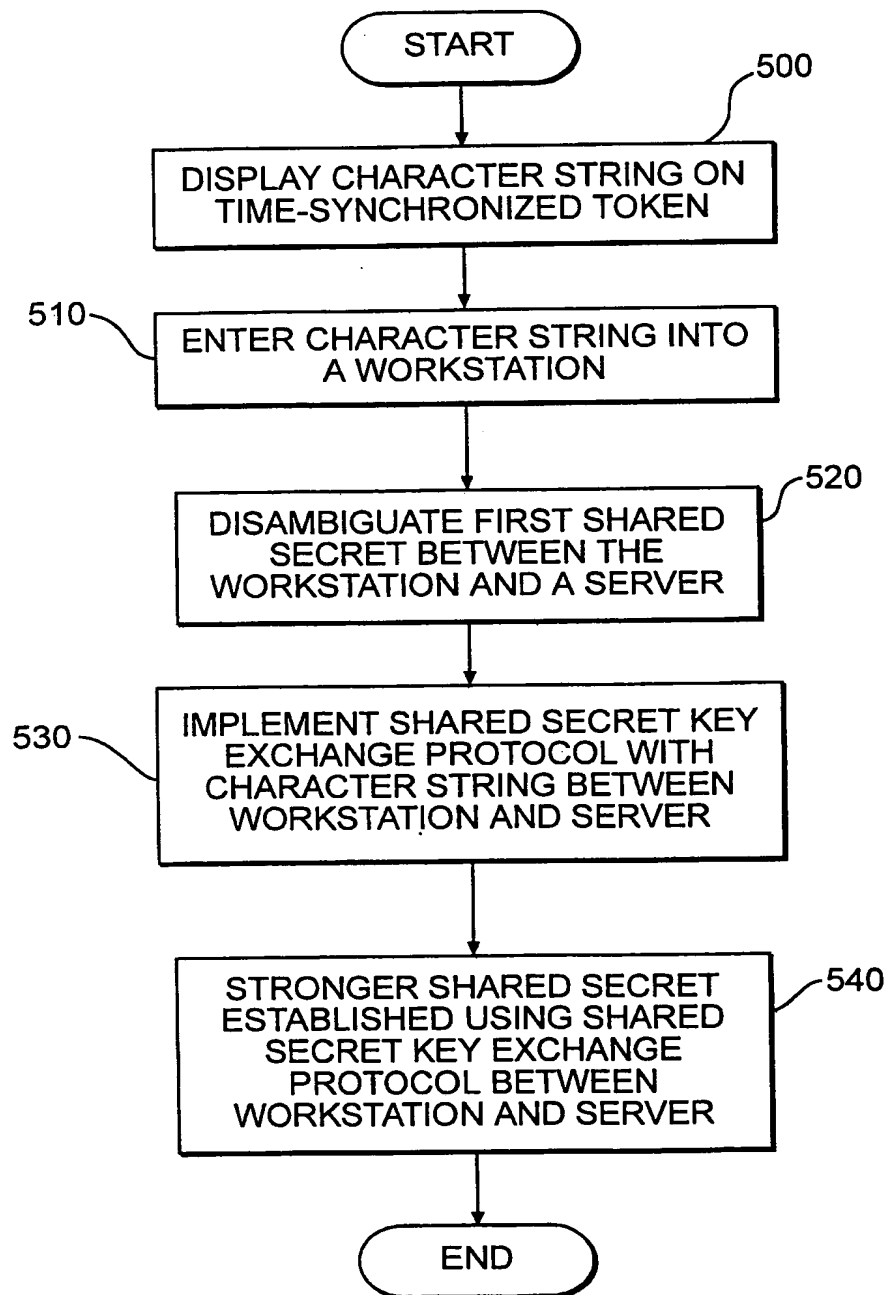 START
500
DISPLAY CHARACTER STRING ON
TIME-SYNCHRONIZED TOKEN
510
ENTER CHARACTER STRING INTO
A WORKSTATION
520
DISAMBIGUATE FIRST SHARED
SECRET BETWEEN THE
WORKSTATION AND A SERVER
530
IMPLEMENT SHARED SECRET KEY
EXCHANGE PROTOCOL WITH
CHARACTER STRING BETWEEN
WORKSTATION AND SERVER
540
STRONGER SHARED SECRET
ESTABLISHED USING SHARED
SECRET KEY EXCHANGE
PROTOCOL BETWEEN
WORKSTATION AND SERVER
END